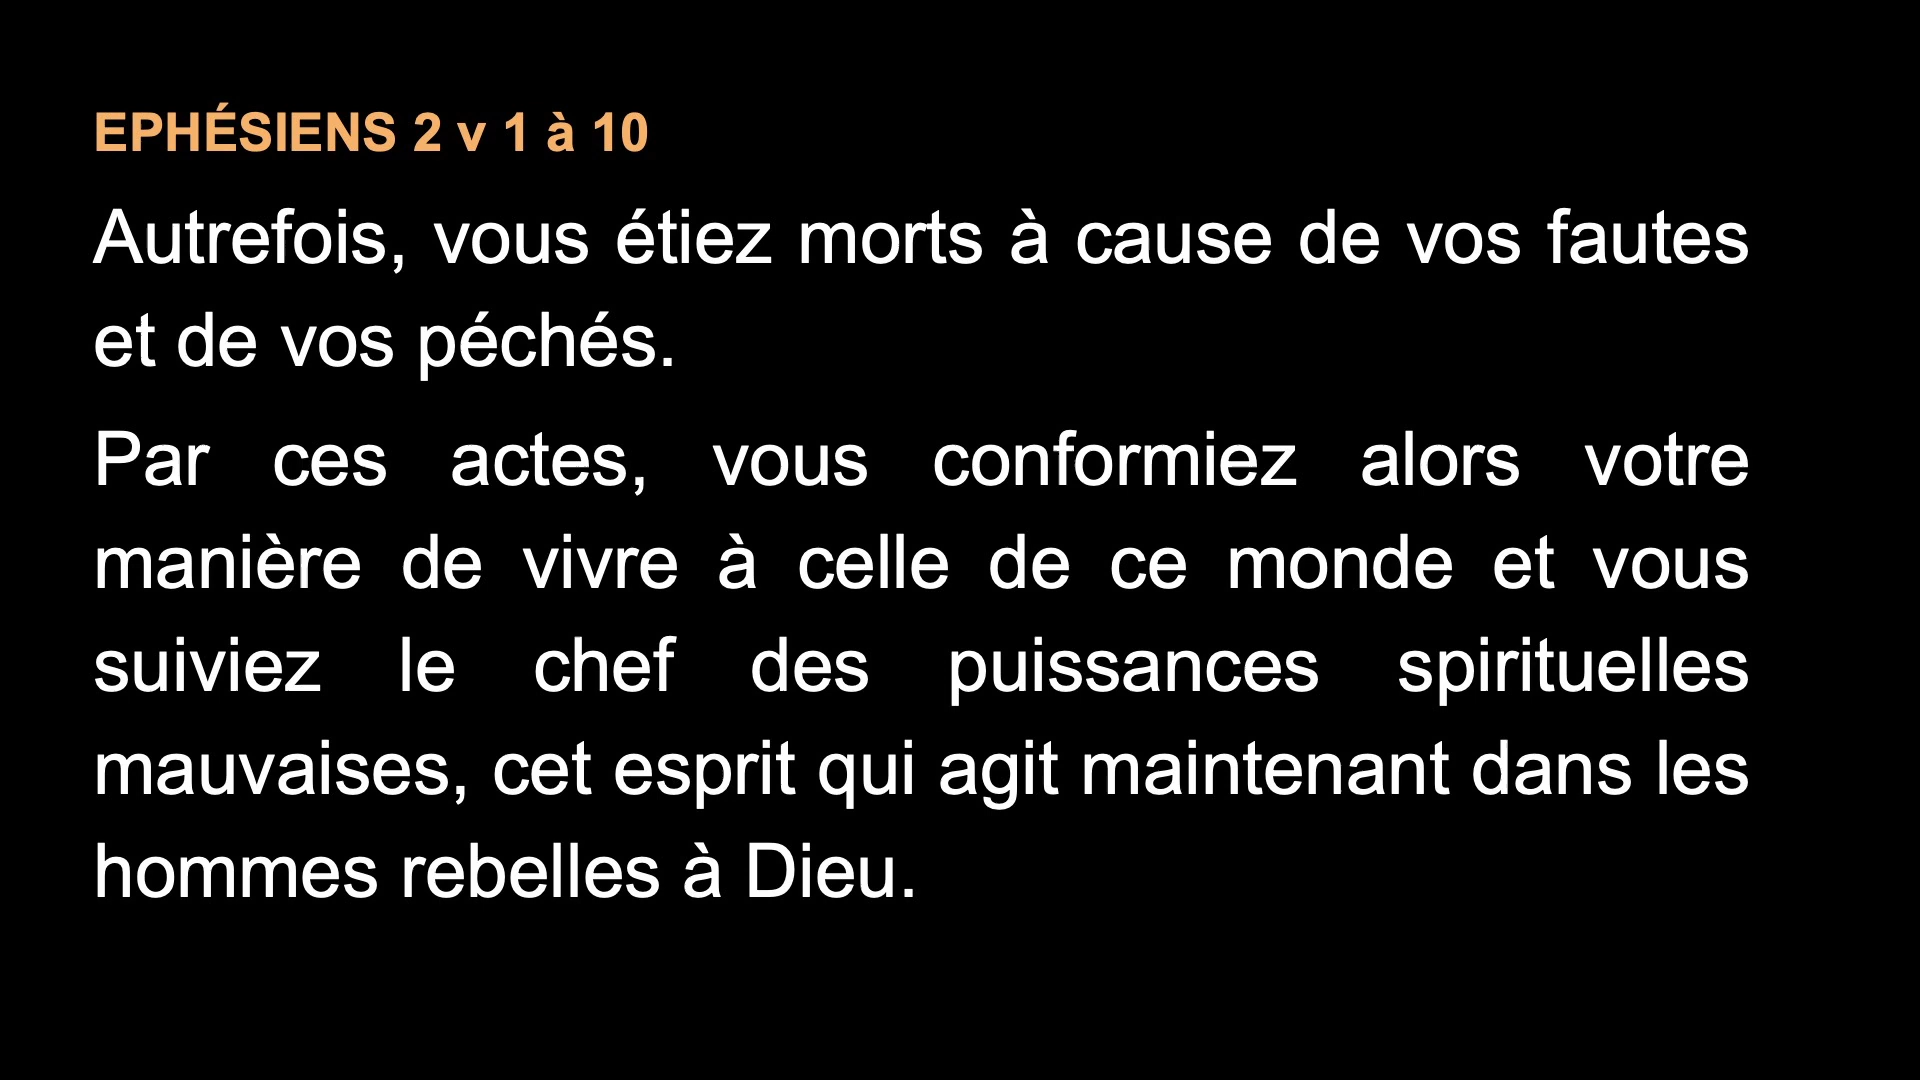 EPHÉSIENS 2 v 1 à 10
Autrefois, vous étiez morts à cause de vos fautes
et de vos péchés.
Par ces actes, vous conformiez alors votre
manière de vivre à celle de ce monde et vous
suiviez le chef des puissances spirituelles
mauvaises, cet esprit qui agit maintenant dans les
hommes rebelles à Dieu.